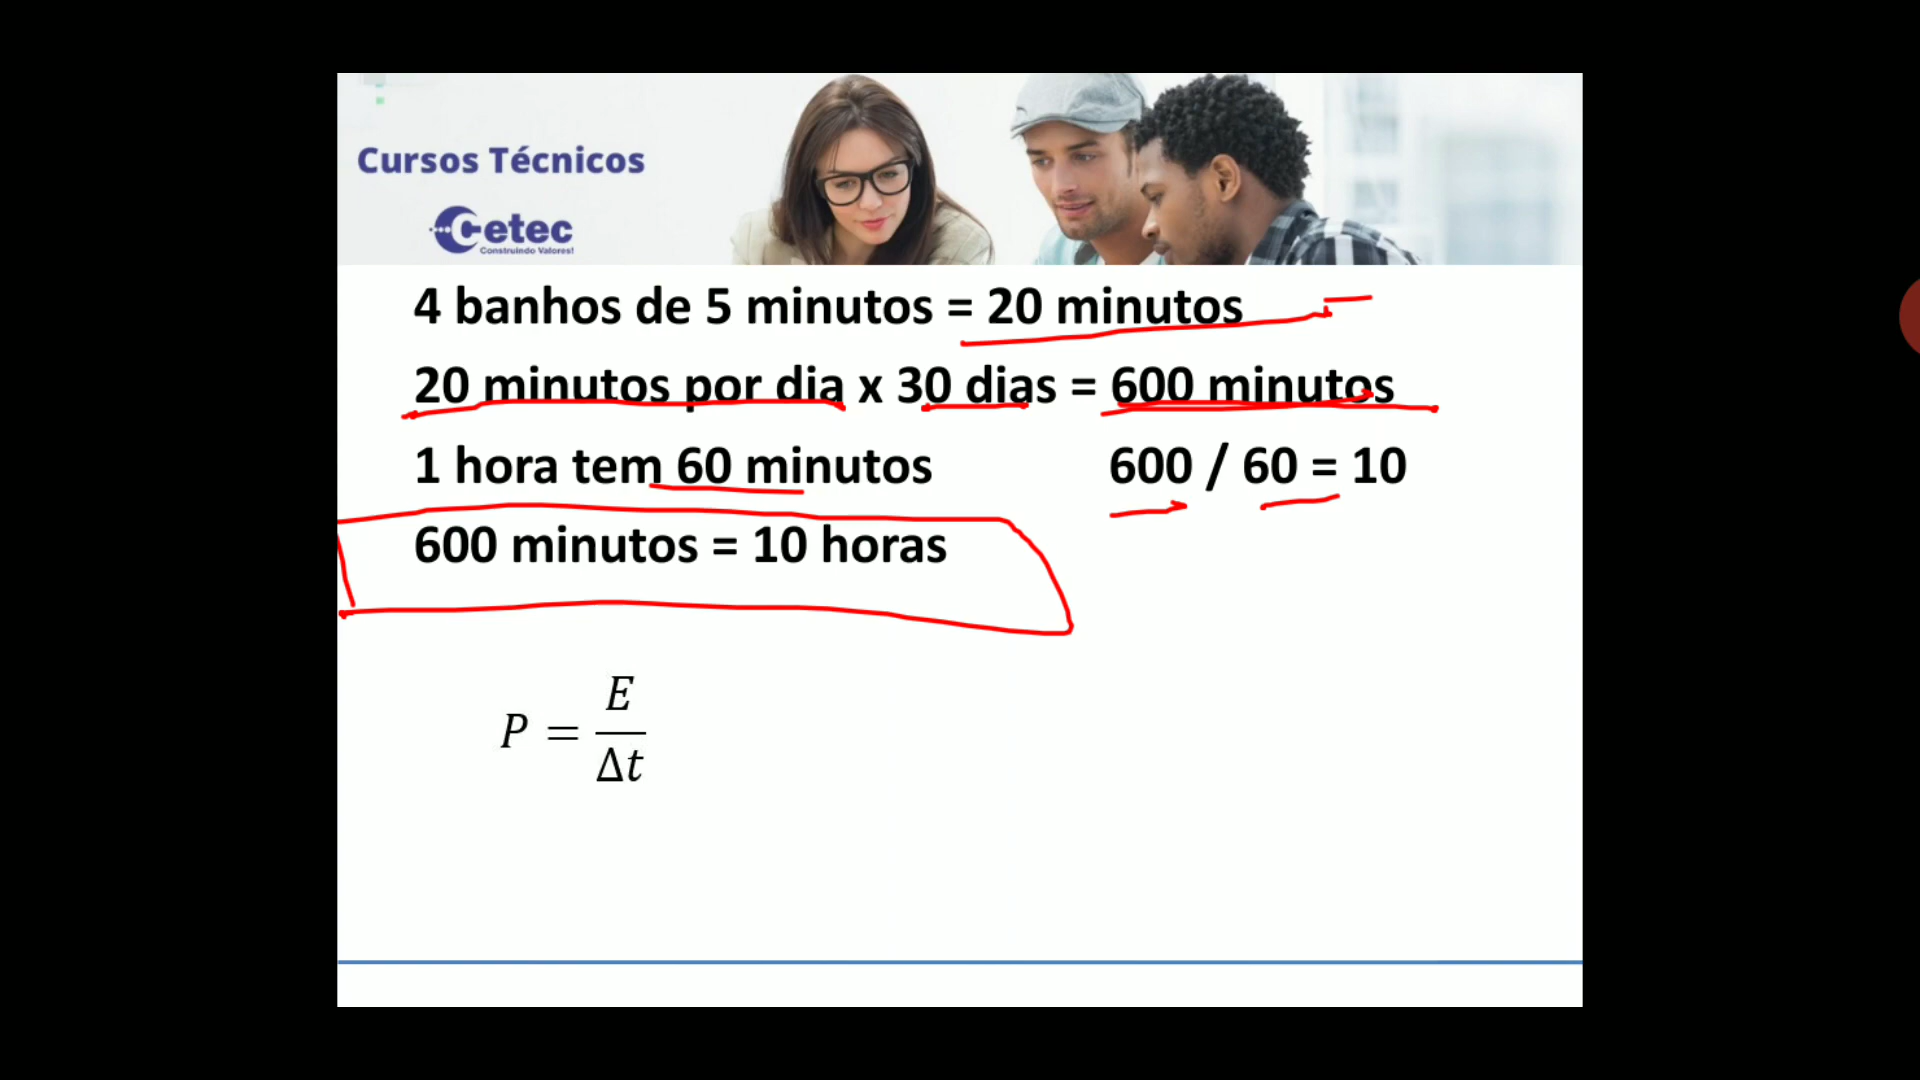 Cursos Técnicos
Cetec
Construindo Valores!
4 banhos de 5 minutos = 20 minutos
20 minutos por dia x 30 dias = 600 minutos
1 hora tem 60 minutos 600 / 60 = 10
600 minutos = 10 horas
P = E / Δt